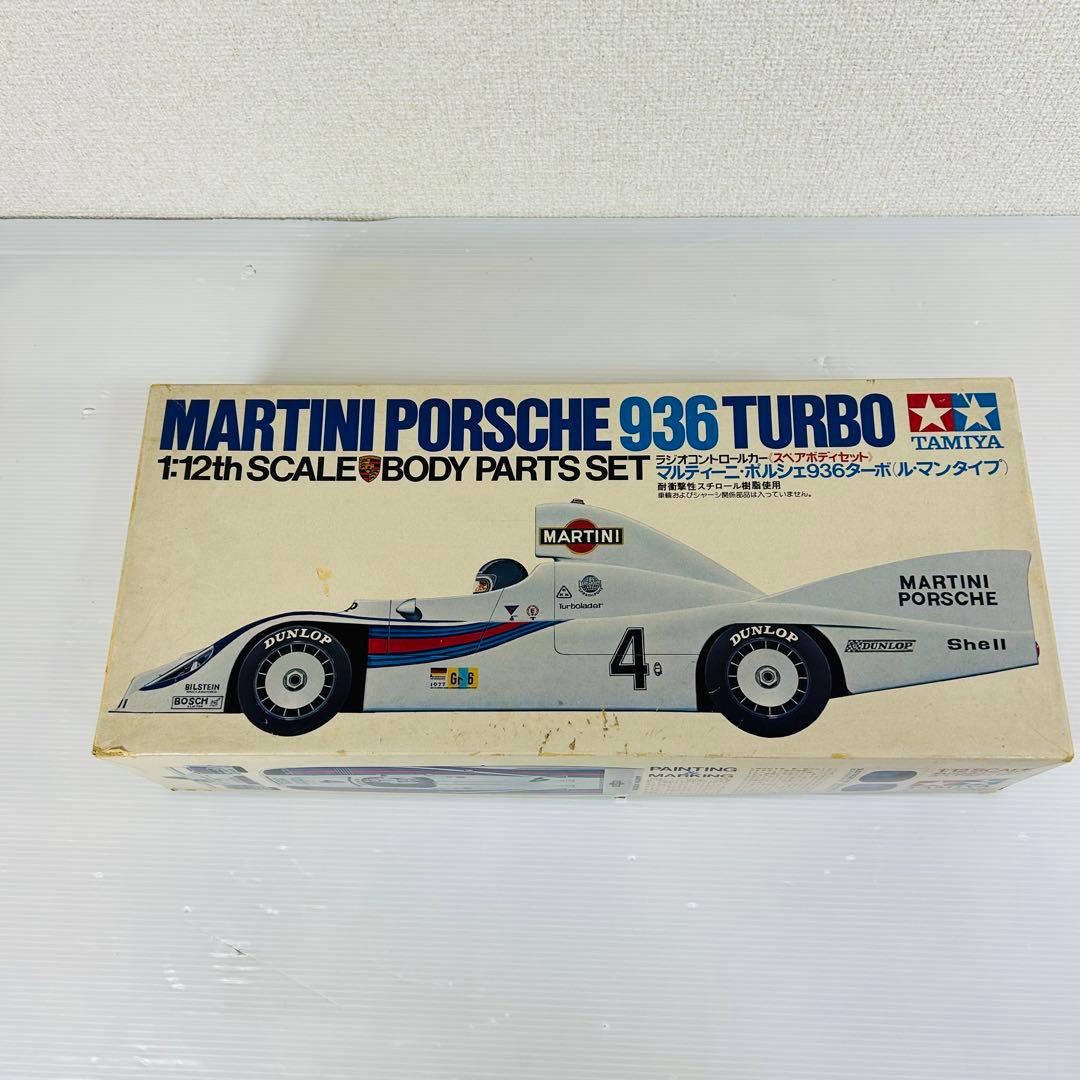 MARTINI PORSCHE 936 TURBO
TAMIYA
1:12th SCALE BODY PARTS SET
ラジオコントロールカー《スペアボディセット》
マルティーニ・ポルシェ936ターボ(ル・マンタイプ)
耐衝撃性スチロール樹脂使用
車輪およびシャーシ関係部品は入っていません。
MARTINI
Turbolader
MARTINI
PORSCHE
DUNLOP
DUNLOP
4
DUNLOP
Shell
1977
Gr 6
BILSTEIN
BOSCH
PAINTING
MARKING